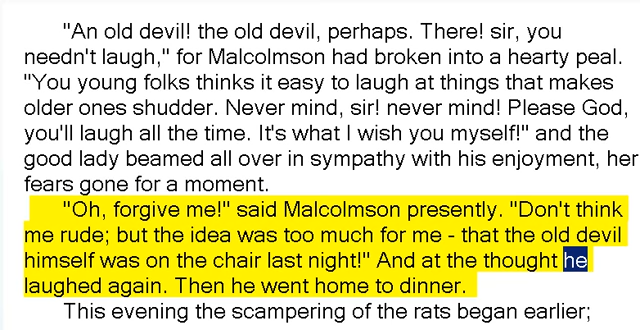 "An old devil! the old devil, perhaps. There! sir, you
needn't laugh," for Malcolmson had broken into a hearty peal.
"You young folks thinks it easy to laugh at things that makes
older ones shudder. Never mind, sir! never mind! Please God,
you'll laugh all the time. It's what I wish you myself!" and the
good lady beamed all over in sympathy with his enjoyment, her
fears gone for a moment.
"Oh, forgive me!" said Malcolmson presently. "Don't think
me rude; but the idea was too much for me - that the old devil
himself was on the chair last night!" And at the thought he
laughed again. Then he went home to dinner.
This evening the scampering of the rats began earlier;